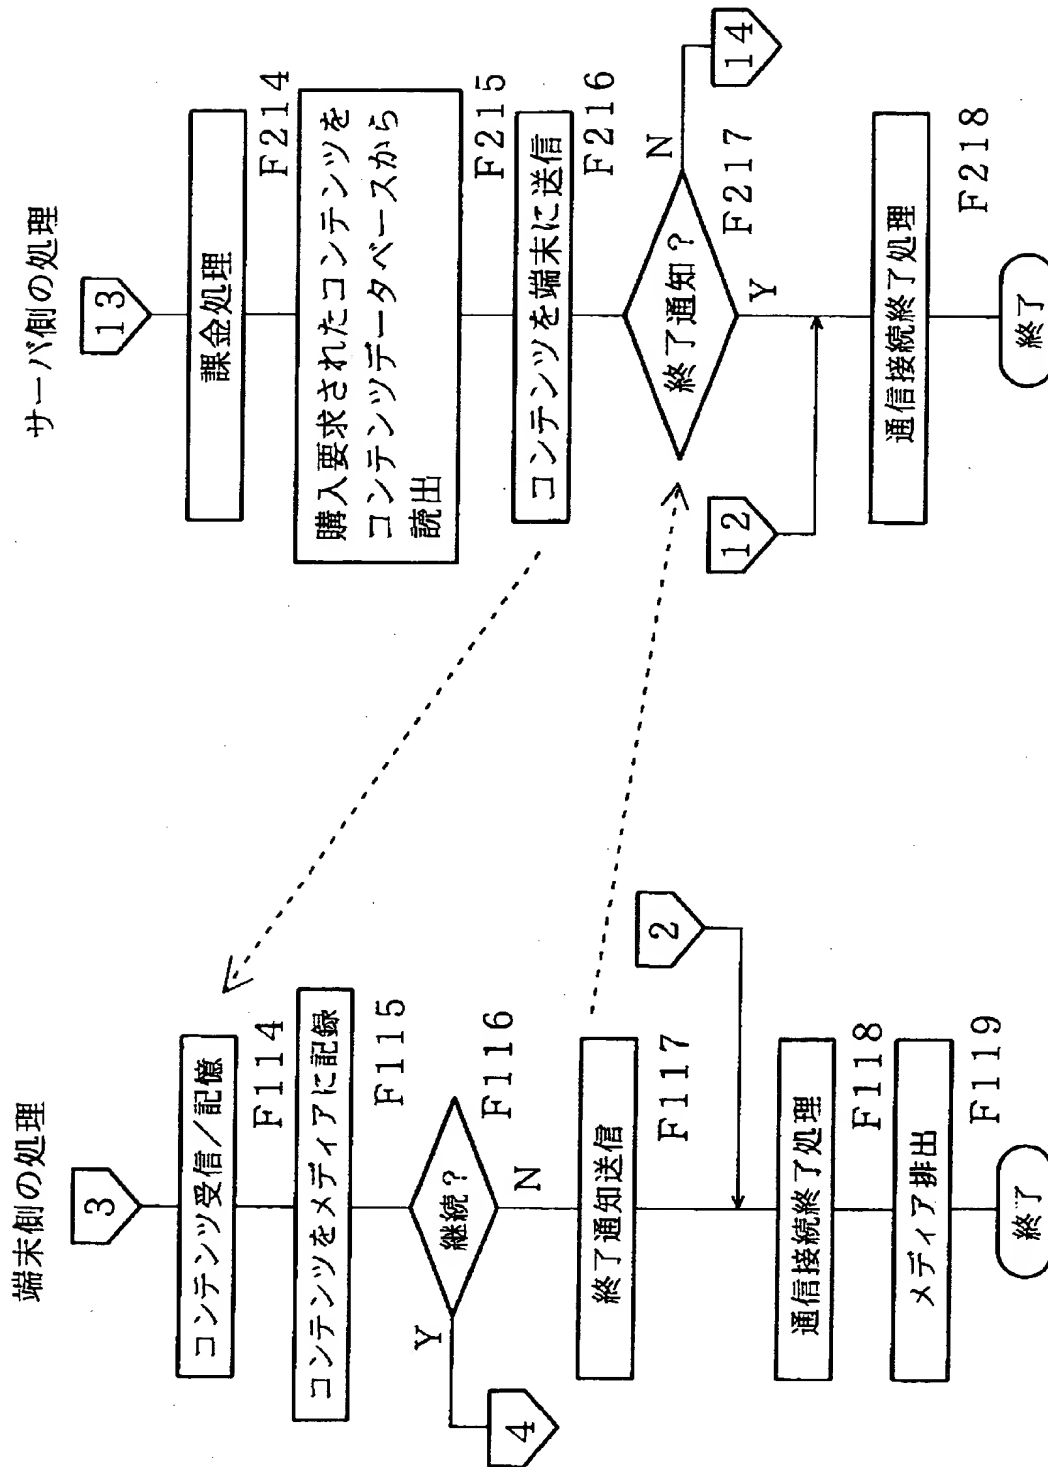 端末側の処理
3
コンテンツ受信/記憶
F114
コンテンツをメディアに記録
F115
継続?
F116
Y
N
4
終了通知送信
F117
2
通信接続終了処理
F118
メディア排出
F119
終了
サーバ側の処理
13
課金処理
F214
購入要求されたコンテンツを
コンテンツデータベースから
読出
F215
コンテンツを端末に送信
F216
終了通知?
F217
N
14
Y
12
通信接続終了処理
F218
終了